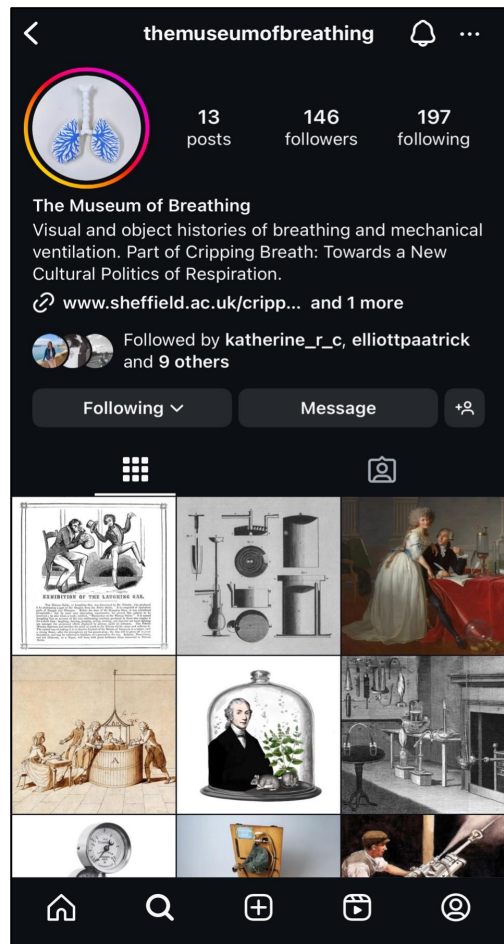 themuseumofbreathing
13 146 197
posts followers following
The Museum of Breathing
Visual and object histories of breathing and mechanical
ventilation. Part of Cripping Breath: Towards a New
Cultural Politics of Respiration.
www.sheffield.ac.uk/cripp... and 1 more
Followed by katherine_r_c, elliottpaatrick
and 9 others
Following Message
EXHIBITION OF THE LAUGHING GAS.